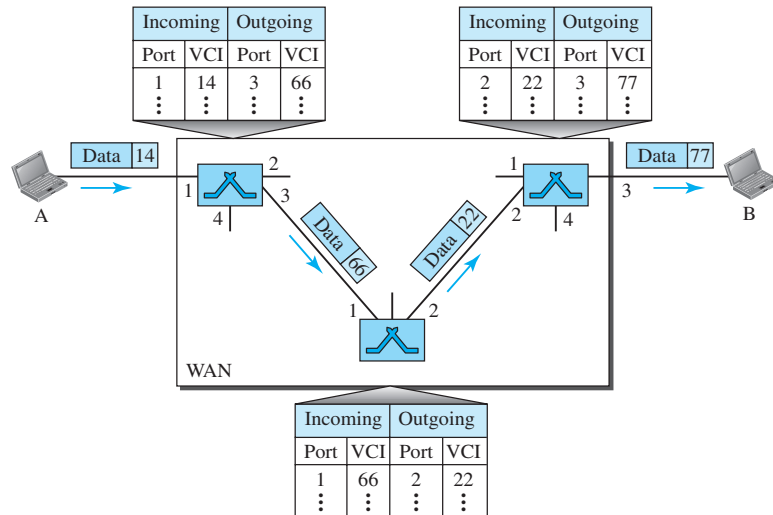 Incoming Outgoing
Port VCI Port VCI
1 14 3 66
Incoming Outgoing
Port VCI Port VCI
2 22 3 77
Data 14
A
1
2
3
4
Data 66
1
2
Data 22
1
2
3
4
Data 77
B
WAN
Incoming Outgoing
Port VCI Port VCI
1 66 2 22